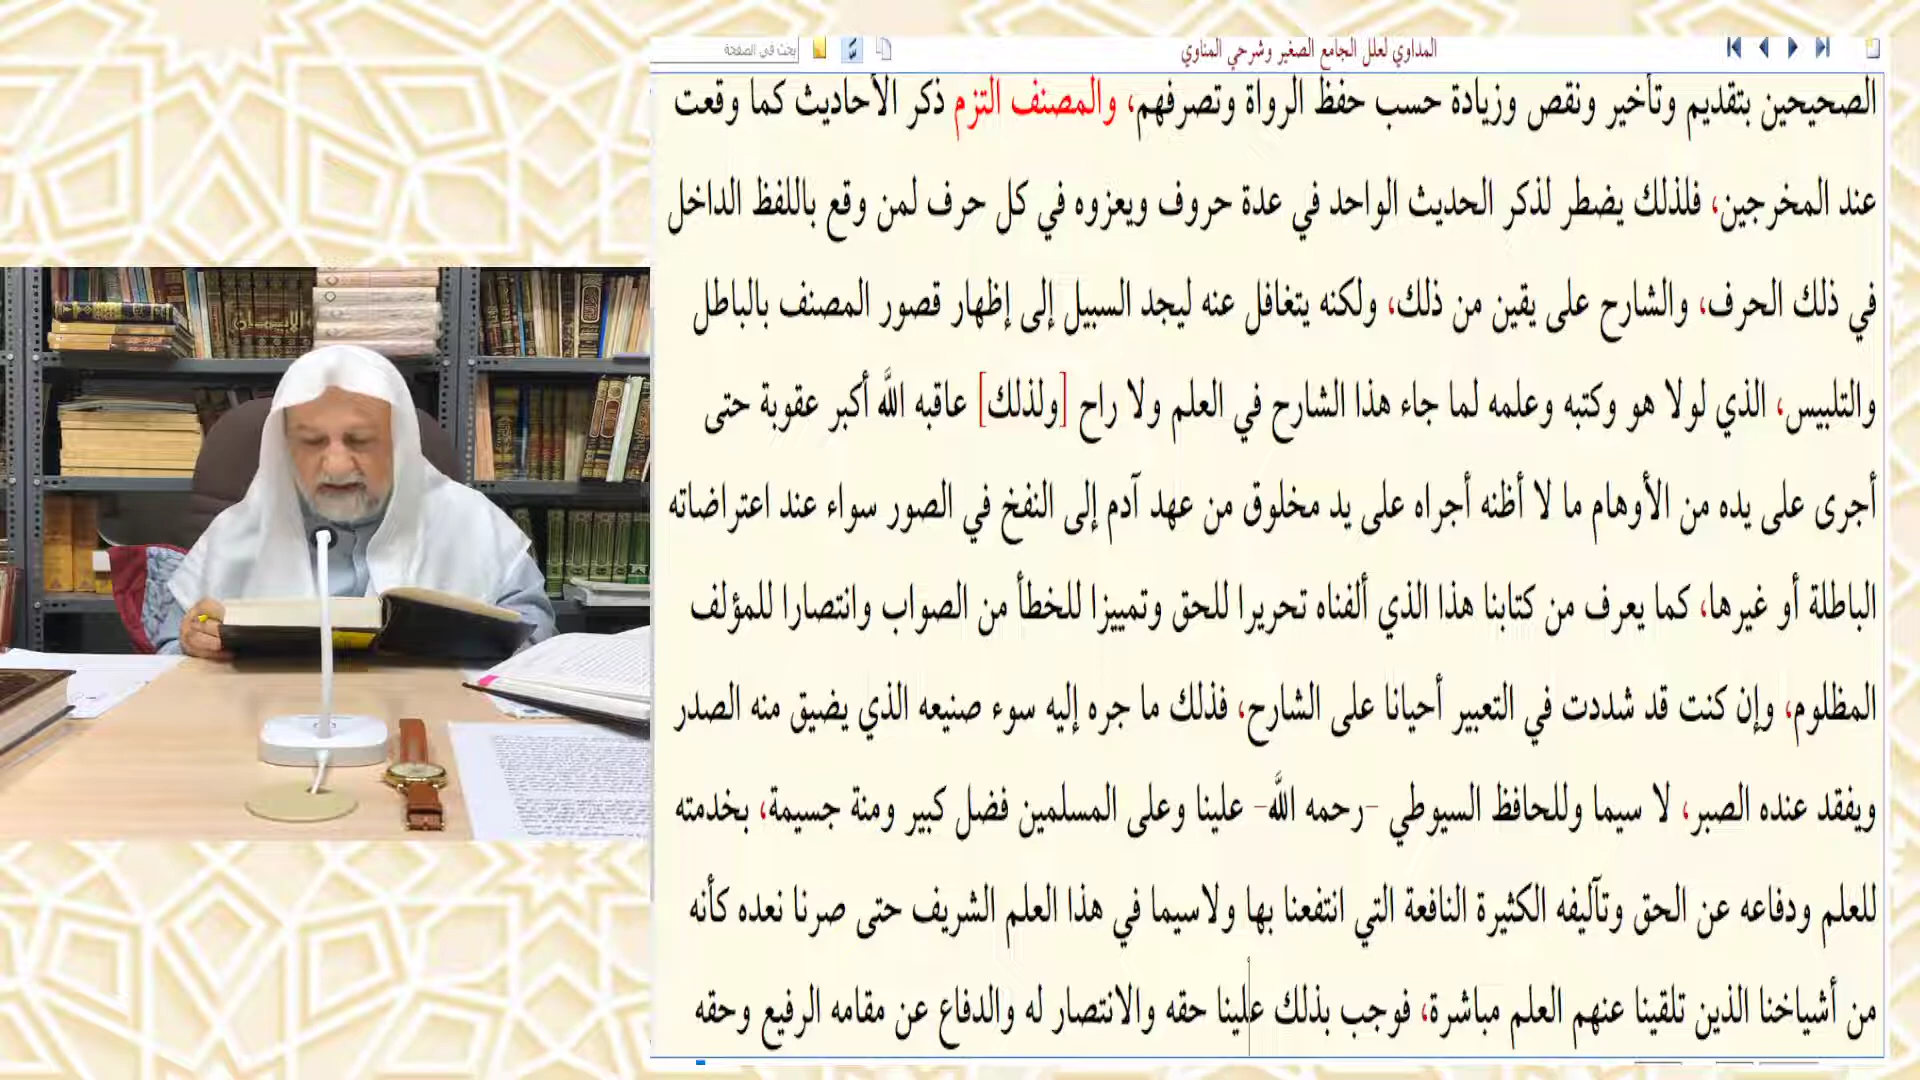 المداوي لعلل الجامع الصغير وشرحي المناوي
بحث في الصفحة
الصحيحين بتقديم وتأخير ونقص وزيادة حسب حفظ الرواة وتصرفهم، والمصنف التزم ذكر الأحاديث كما وقعت
عند المخرجين، فلذلك يضطر لذكر الحديث الواحد في عدة حروف ويعزوه في كل حرف لمن وقع باللفظ الداخل
في ذلك الحرف، والشارح على يقين من ذلك، ولكنه يتغافل عنه ليجد السبيل إلى إظهار قصور المصنف بالباطل
والتلبيس، الذي لولا هو وكتبه وعلمه لما جاء هذا الشارح في العلم ولا راح [ولذلك] عاقبه الله أكبر عقوبة حتى
أجرى على يده من الأوهام ما لا أظنه أجراه على يد مخلوق من عهد آدم إلى النفخ في الصور سواء عند اعتراضاته
الباطلة أو غيرها، كما يعرف من كتابنا هذا الذي ألفناه تحريرا للحق وتمييزا للخطأ من الصواب وانتصارا للمؤلف
المظلوم، وإن كنت قد شددت في التعبير أحيانا على الشارح، فذلك ما جره إليه سوء صنيعه الذي يضيق منه الصدر
ويفقد عنده الصبر، لا سيما وللحافظ السيوطي -رحمه الله- علينا وعلى المسلمين فضل كبير ومنة جسيمة، بخدمته
للعلم ودفاعه عن الحق وتآليفه الكثيرة النافعة التي انتفعنا بها ولاسيما في هذا العلم الشريف حتى صرنا نعده كأنه
من أشياخنا الذين تلقينا عنهم العلم مباشرة، فوجب بذلك علينا حقه والانتصار له والدفاع عن مقامه الرفيع وحقه